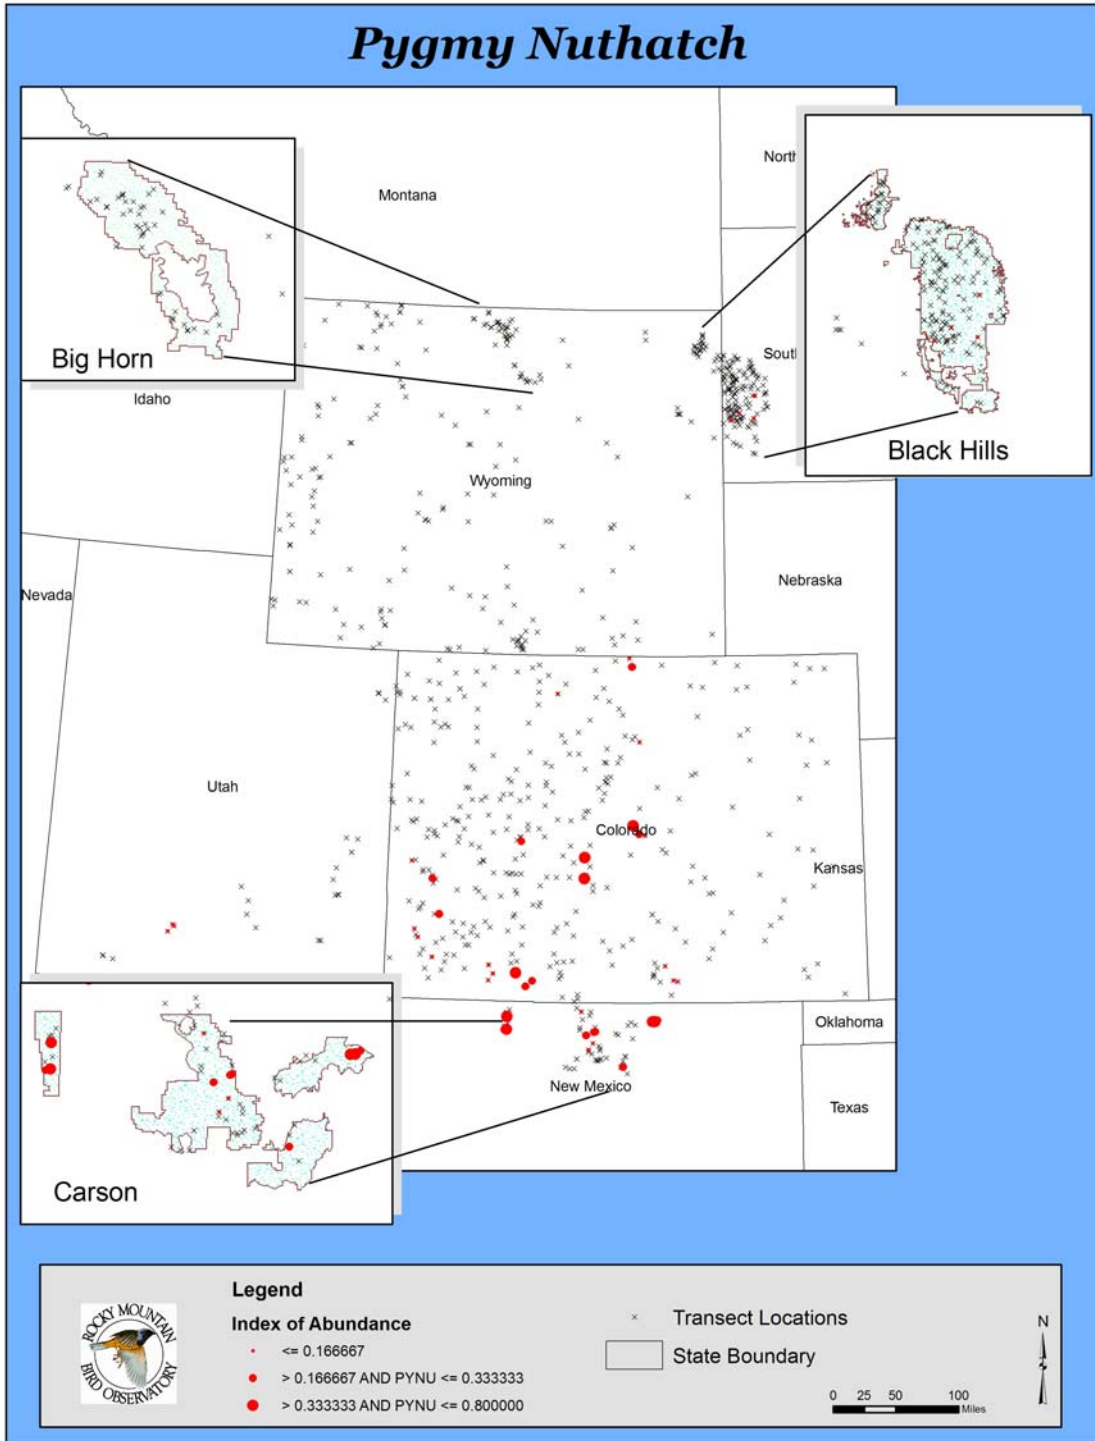 Pygmy Nuthatch
North
Montana
Big Horn
South
Idaho
Black Hills
Wyoming
Nebraska
Nevada
Utah
Colorado
Kansas
Oklahoma
New Mexico
Texas
Carson
Legend
Index of Abundance
<= 0.166667
> 0.166667 AND PYNU <= 0.333333
> 0.333333 AND PYNU <= 0.800000
ROCKY MOUNTAIN
BIRD OBSERVATORY
Transect Locations
State Boundary
N
0 25 50 100
Miles